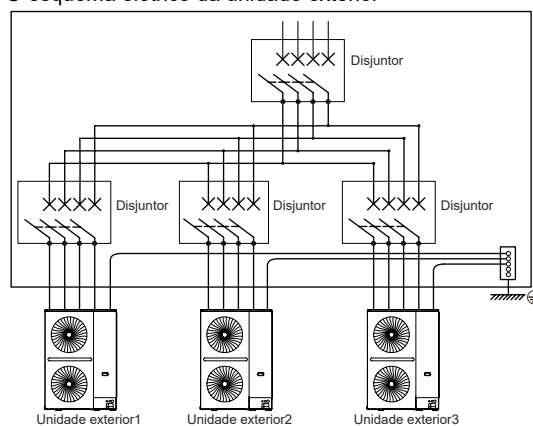 O esquema elétrico da unidade exterior
Disjuntor
Disjuntor
Disjuntor
Disjuntor
Unidade exterior1
Unidade exterior2
Unidade exterior3